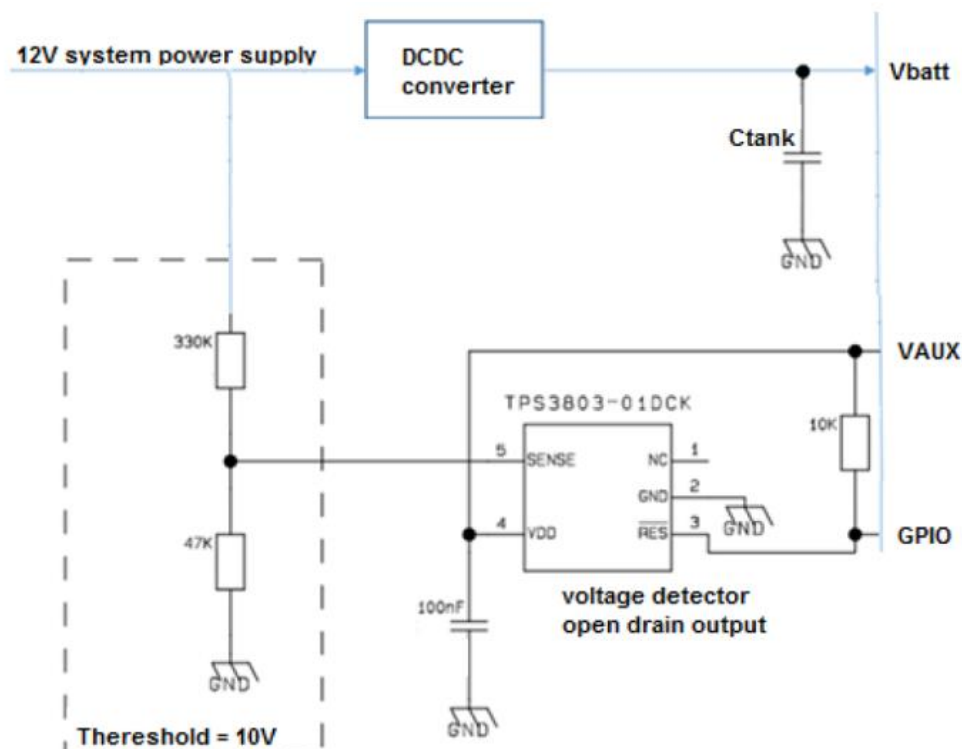 12V system power supply
DCDC
converter
Vbatt
Ctank
GND
330K
VAUX
TPS3803-01DCK
10K
5
SENSE
NC
1
GND
2
GND
47K
4
VDD
RES
3
GPIO
100nF
voltage detector
open drain output
GND
GND
Thereshold = 10V